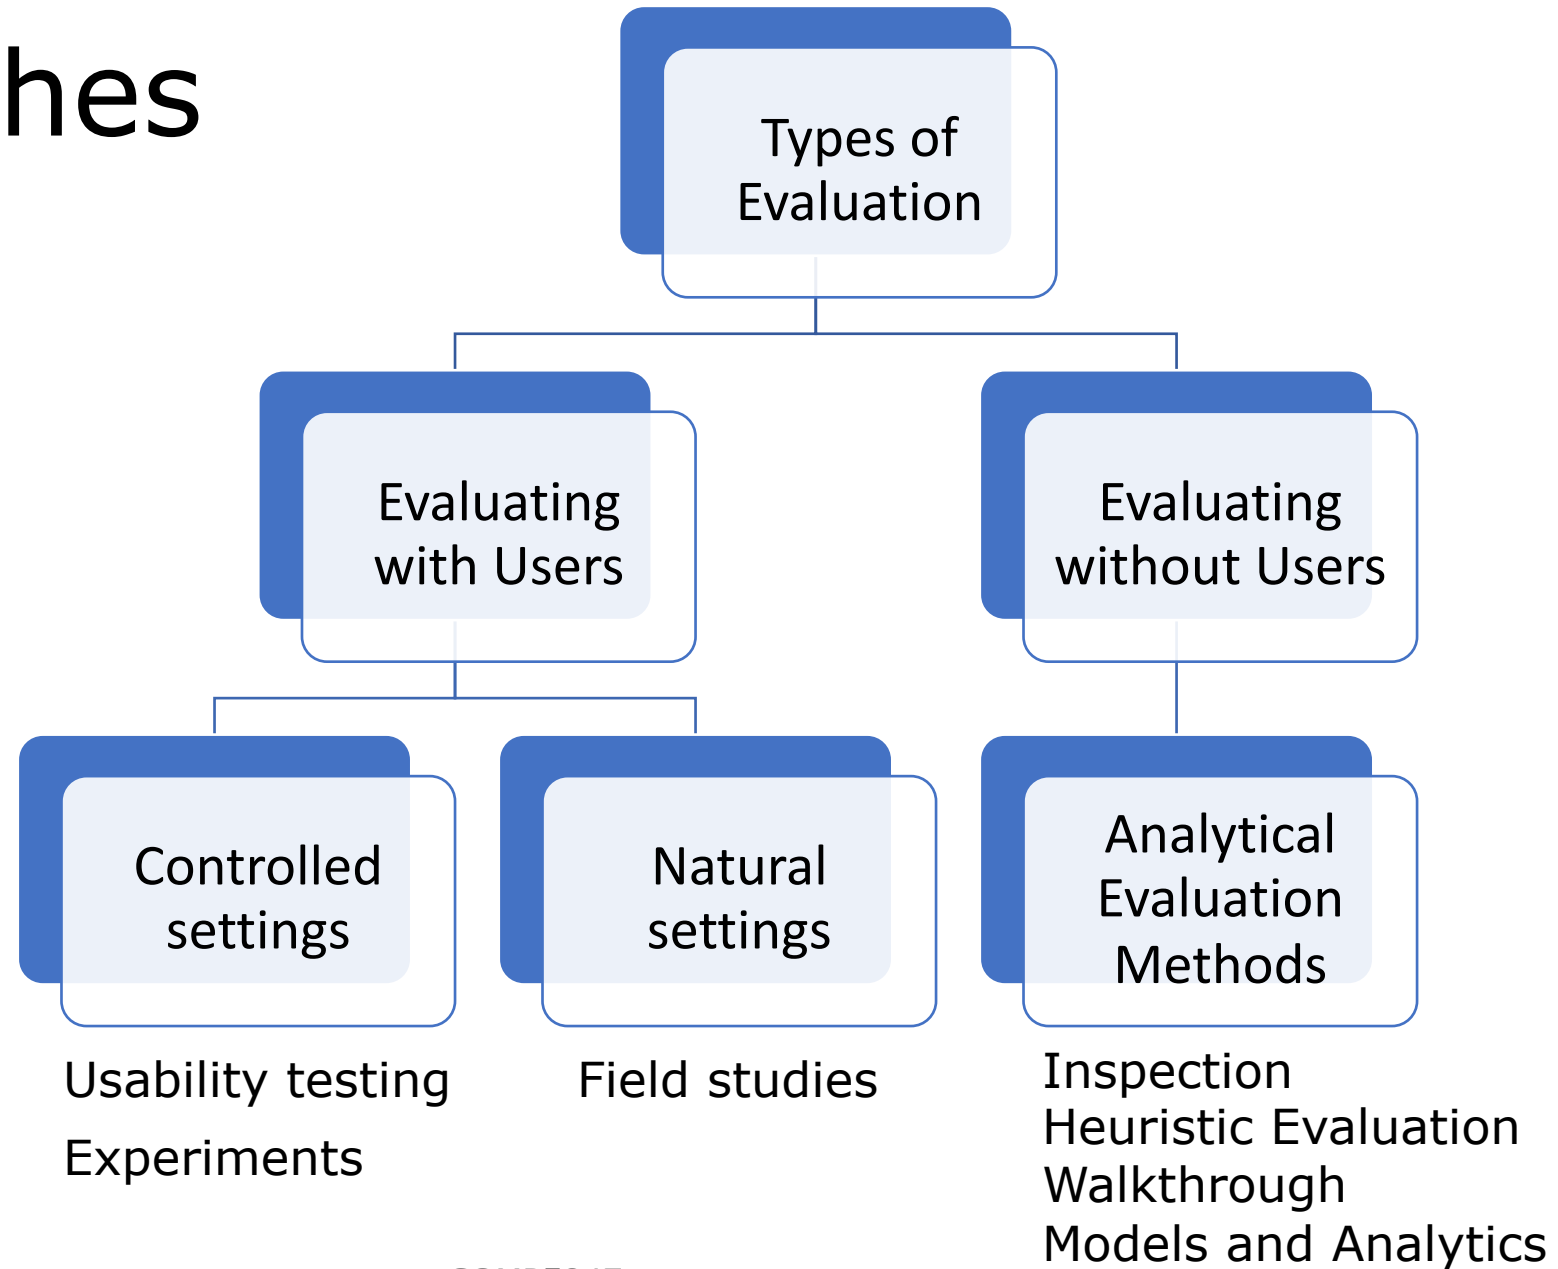 hes
Types of
Evaluation
Evaluating
with Users
Evaluating
without Users
Controlled
settings
Natural
settings
Analytical
Evaluation
Methods
Usability testing
Experiments
Field studies
Inspection
Heuristic Evaluation
Walkthrough
Models and Analytics